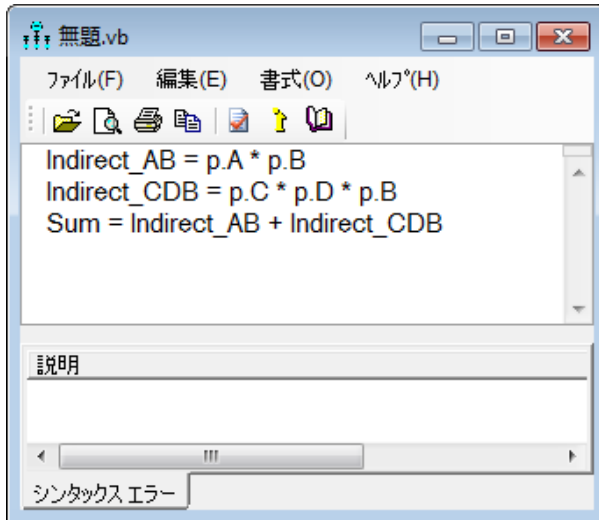 無題.vb
ファイル(F) 編集(E) 書式(O) ヘルプ(H)
Indirect_AB = p.A * p.B
Indirect_CDB = p.C * p.D * p.B
Sum = Indirect_AB + Indirect_CDB
説明
シンタックス エラー